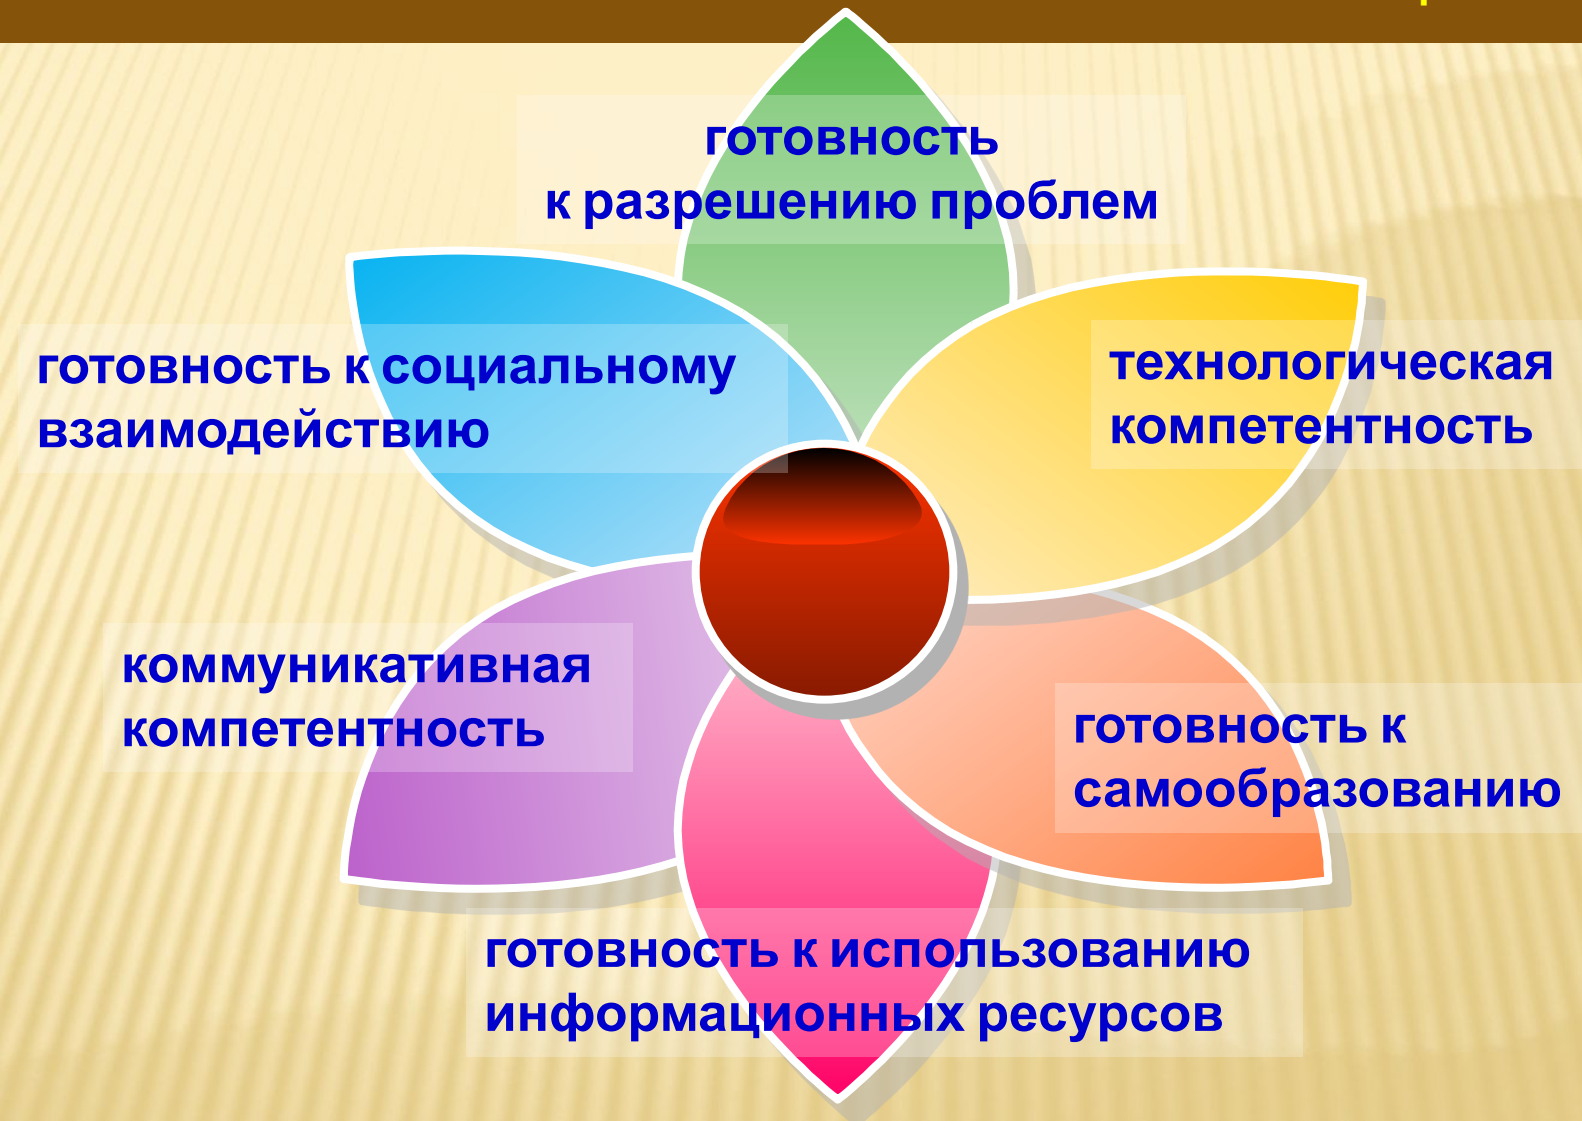 готовность
к разрешению проблем
готовность к социальному
взаимодействию
технологическая
компетентность
коммуникативная
компетентность
готовность к
самообразованию
готовность к использованию
информационных ресурсов